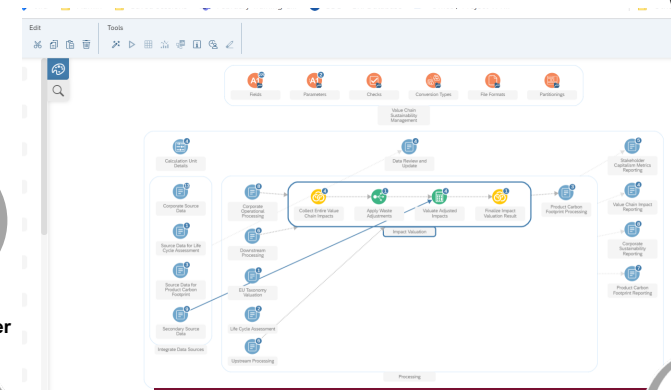 Edit
Tools
Fields
Parameters
Checks
Conversion Types
File Formats
Partitionings
Value Chain
Sustainability
Management
Calculation Unit
Details
Data Review and
Update
Stakeholder
Capitalism Metrics
Reporting
Corporate Source
Data
Corporate
Operational
Processing
Collect Entire Value
Chain Impacts
Apply Waste
Adjustments
Valuate Adjusted
Impacts
Finalize Impact
Valuation Result
Product Carbon
Footprint Processing
Value Chain Impact
Reporting
Impact Valuation
Source Data for Life
Cycle Assessment
Downstream
Processing
Corporate
Sustainability
Reporting
Source Data for
Product Carbon
Footprint
EU Taxonomy
Valuation
Product Carbon
Footprint Reporting
er
Secondary Source
Data
Life Cycle Assessment
Integrate Data Sources
Upstream Processing
Processing